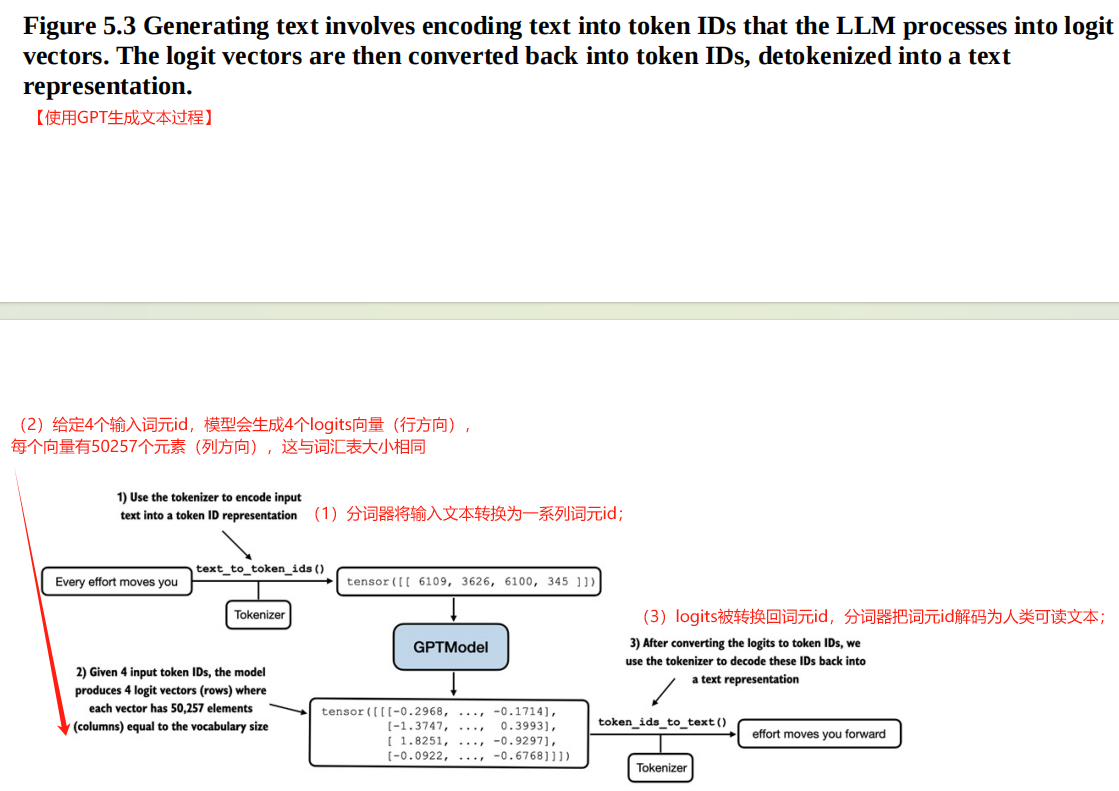 Figure 5.3 Generating text involves encoding text into token IDs that the LLM processes into logit
vectors. The logit vectors are then converted back into token IDs, detokenized into a text
representation.
【使用GPT生成文本过程】
（2）给定4个输入词元id，模型会生成4个logits向量（行方向），
每个向量有50257个元素（列方向），这与词汇表大小相同
1) Use the tokenizer to encode input
text into a token ID representation
（1）分词器将输入文本转换为一系列词元id；
Every effort moves you
text_to_token_ids()
tensor([[ 6109, 3626, 6100, 345 ]])
Tokenizer
GPTModel
2) Given 4 input token IDs, the model
produces 4 logit vectors (rows) where
each vector has 50,257 elements
(columns) equal to the vocabulary size
tensor([[[-0.2968, ..., -0.1714],
[-1.3747, ..., 0.3993],
[ 1.8251, ..., -0.9297],
[-0.0922, ..., -0.6768]]])
（3）logits被转换回词元id，分词器把词元id解码为人类可读文本；
3) After converting the logits to token IDs, we
use the tokenizer to decode these IDs back into
a text representation
token_ids_to_text()
effort moves you forward
Tokenizer